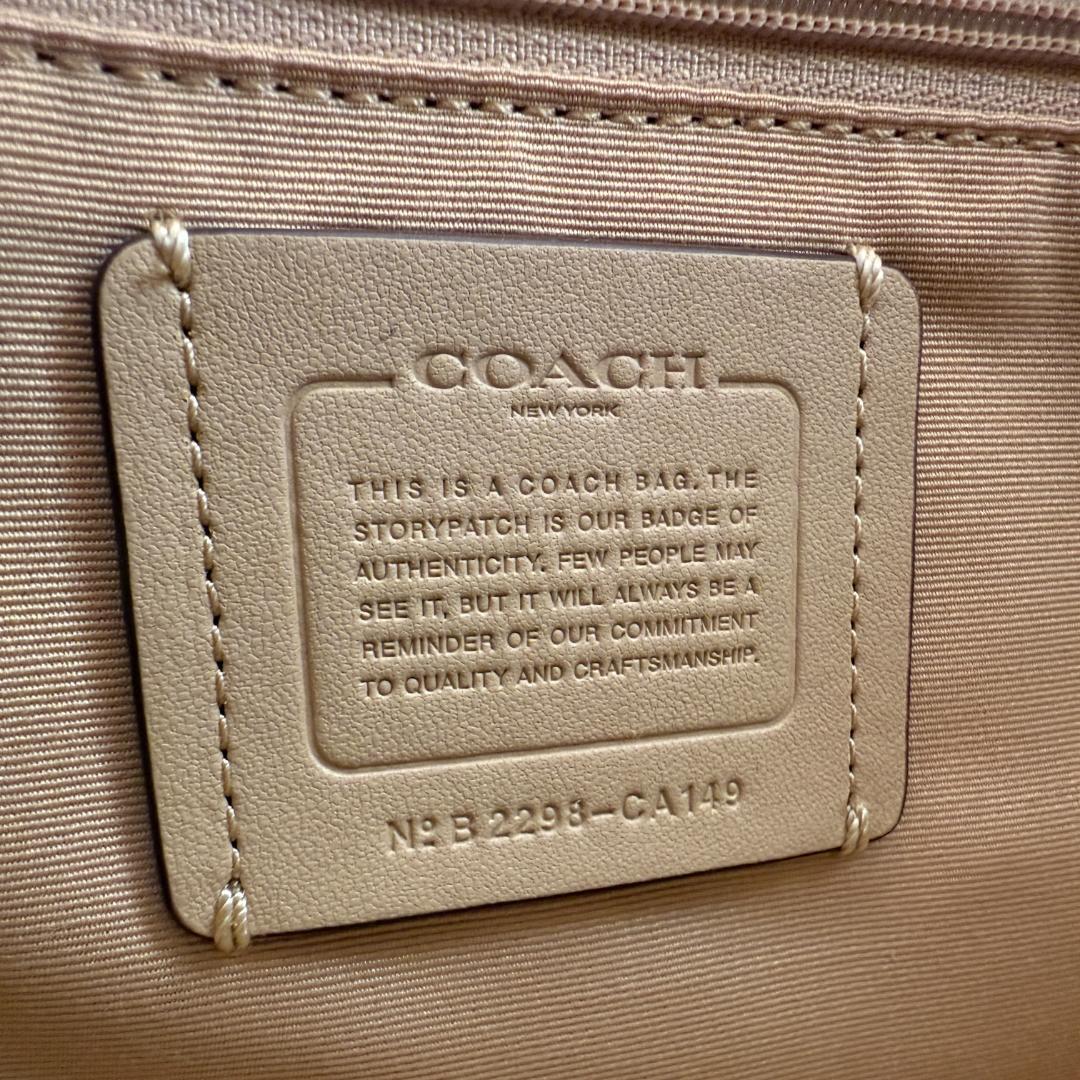 COACH
NEW YORK
THIS IS A COACH BAG. THE
STORYPATCH IS OUR BADGE OF
AUTHENTICITY. FEW PEOPLE MAY
SEE IT, BUT IT WILL ALWAYS BE A
REMINDER OF OUR COMMITMENT
TO QUALITY AND CRAFTSMANSHIP.
Nº B2298-CA149